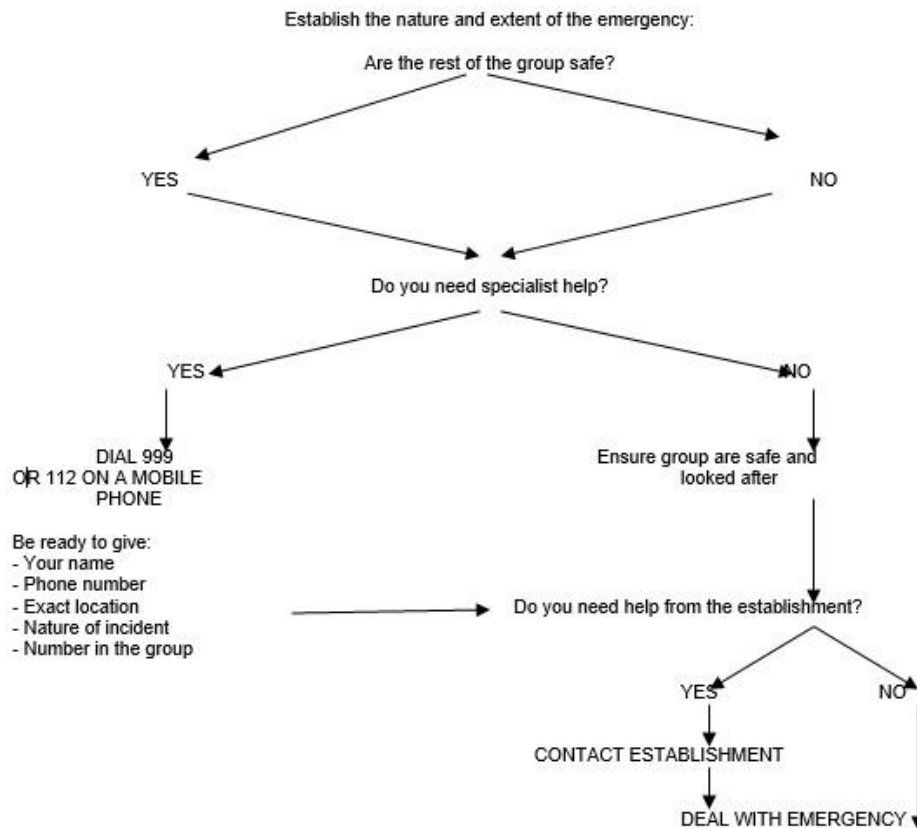 Establish the nature and extent of the emergency:
Are the rest of the group safe?
YES
NO
Do you need specialist help?
YES
NO
DIAL 999
OR 112 ON A MOBILE
PHONE
Ensure group are safe and
looked after
Be ready to give:
- Your name
- Phone number
- Exact location
- Nature of incident
- Number in the group
Do you need help from the establishment?
YES
NO
CONTACT ESTABLISHMENT
DEAL WITH EMERGENCY